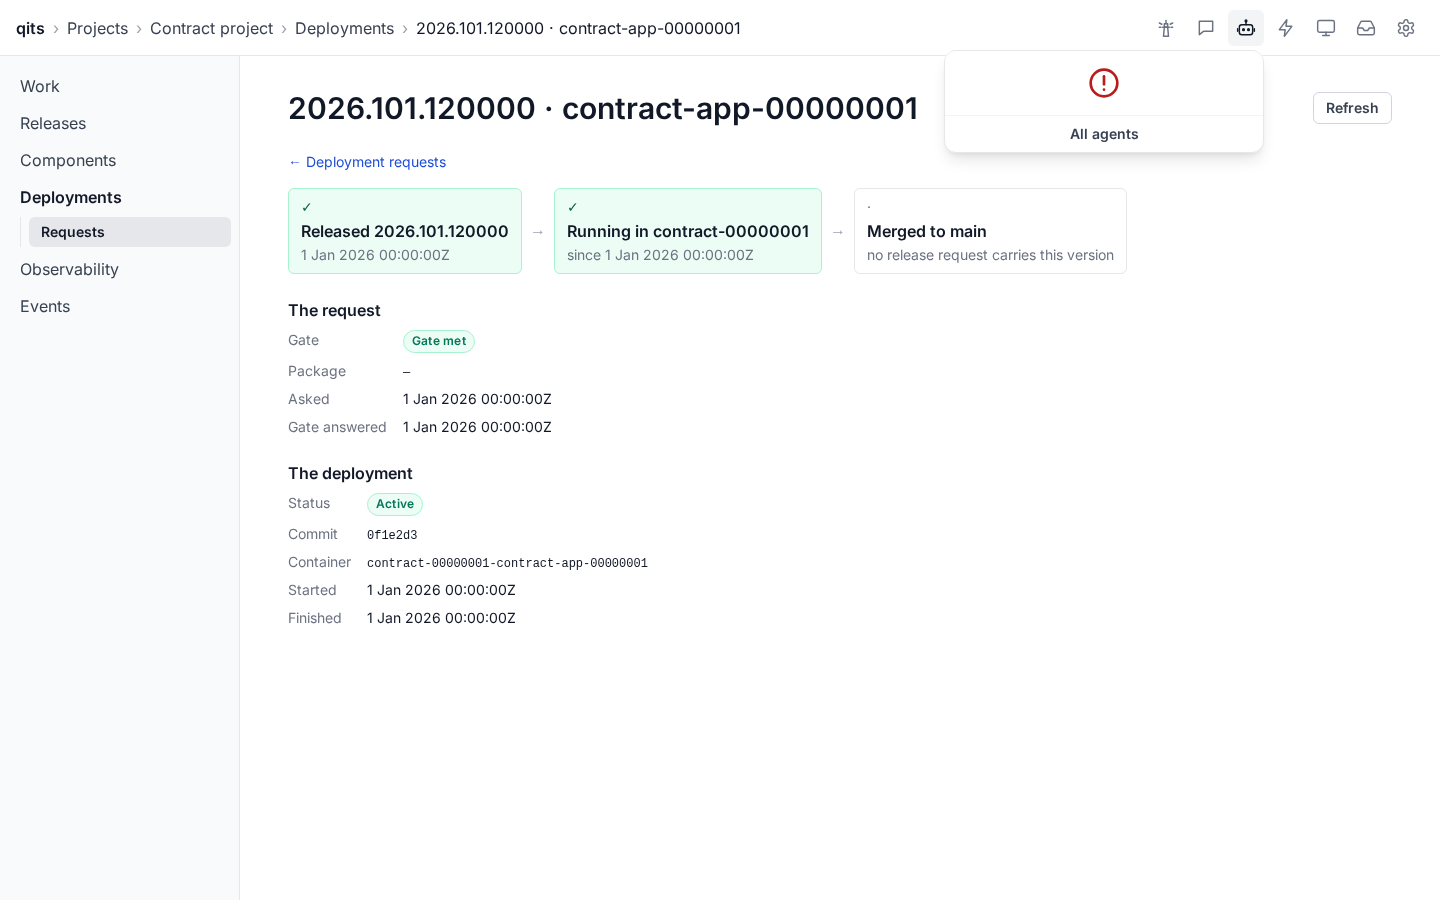 qits › Projects › Contract project › Deployments › 2026.101.120000 · contract-app-00000001
Work
Releases
Components
Deployments
Requests
Observability
Events
All agents
2026.101.120000 · contract-app-00000001
Refresh
← Deployment requests
✓
Released 2026.101.120000
1 Jan 2026 00:00:00Z
→
✓
Running in contract-00000001
since 1 Jan 2026 00:00:00Z
→
·
Merged to main
no release request carries this version
The request
Gate Gate met
Package –
Asked 1 Jan 2026 00:00:00Z
Gate answered 1 Jan 2026 00:00:00Z
The deployment
Status Active
Commit 0f1e2d3
Container contract-00000001-contract-app-00000001
Started 1 Jan 2026 00:00:00Z
Finished 1 Jan 2026 00:00:00Z